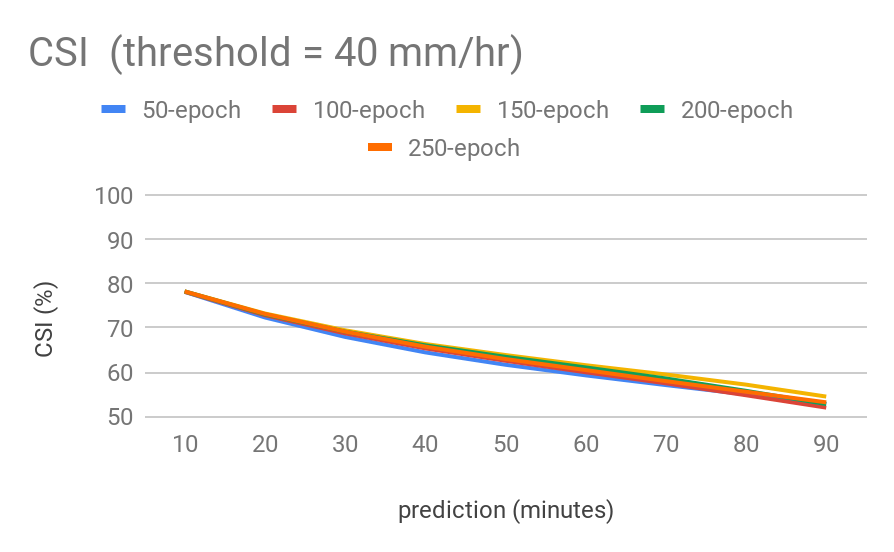 CSI (threshold = 40 mm/hr)
50-epoch 100-epoch 150-epoch 200-epoch
250-epoch
100
90
80
70
60
50
CSI (%)
10 20 30 40 50 60 70 80 90
prediction (minutes)